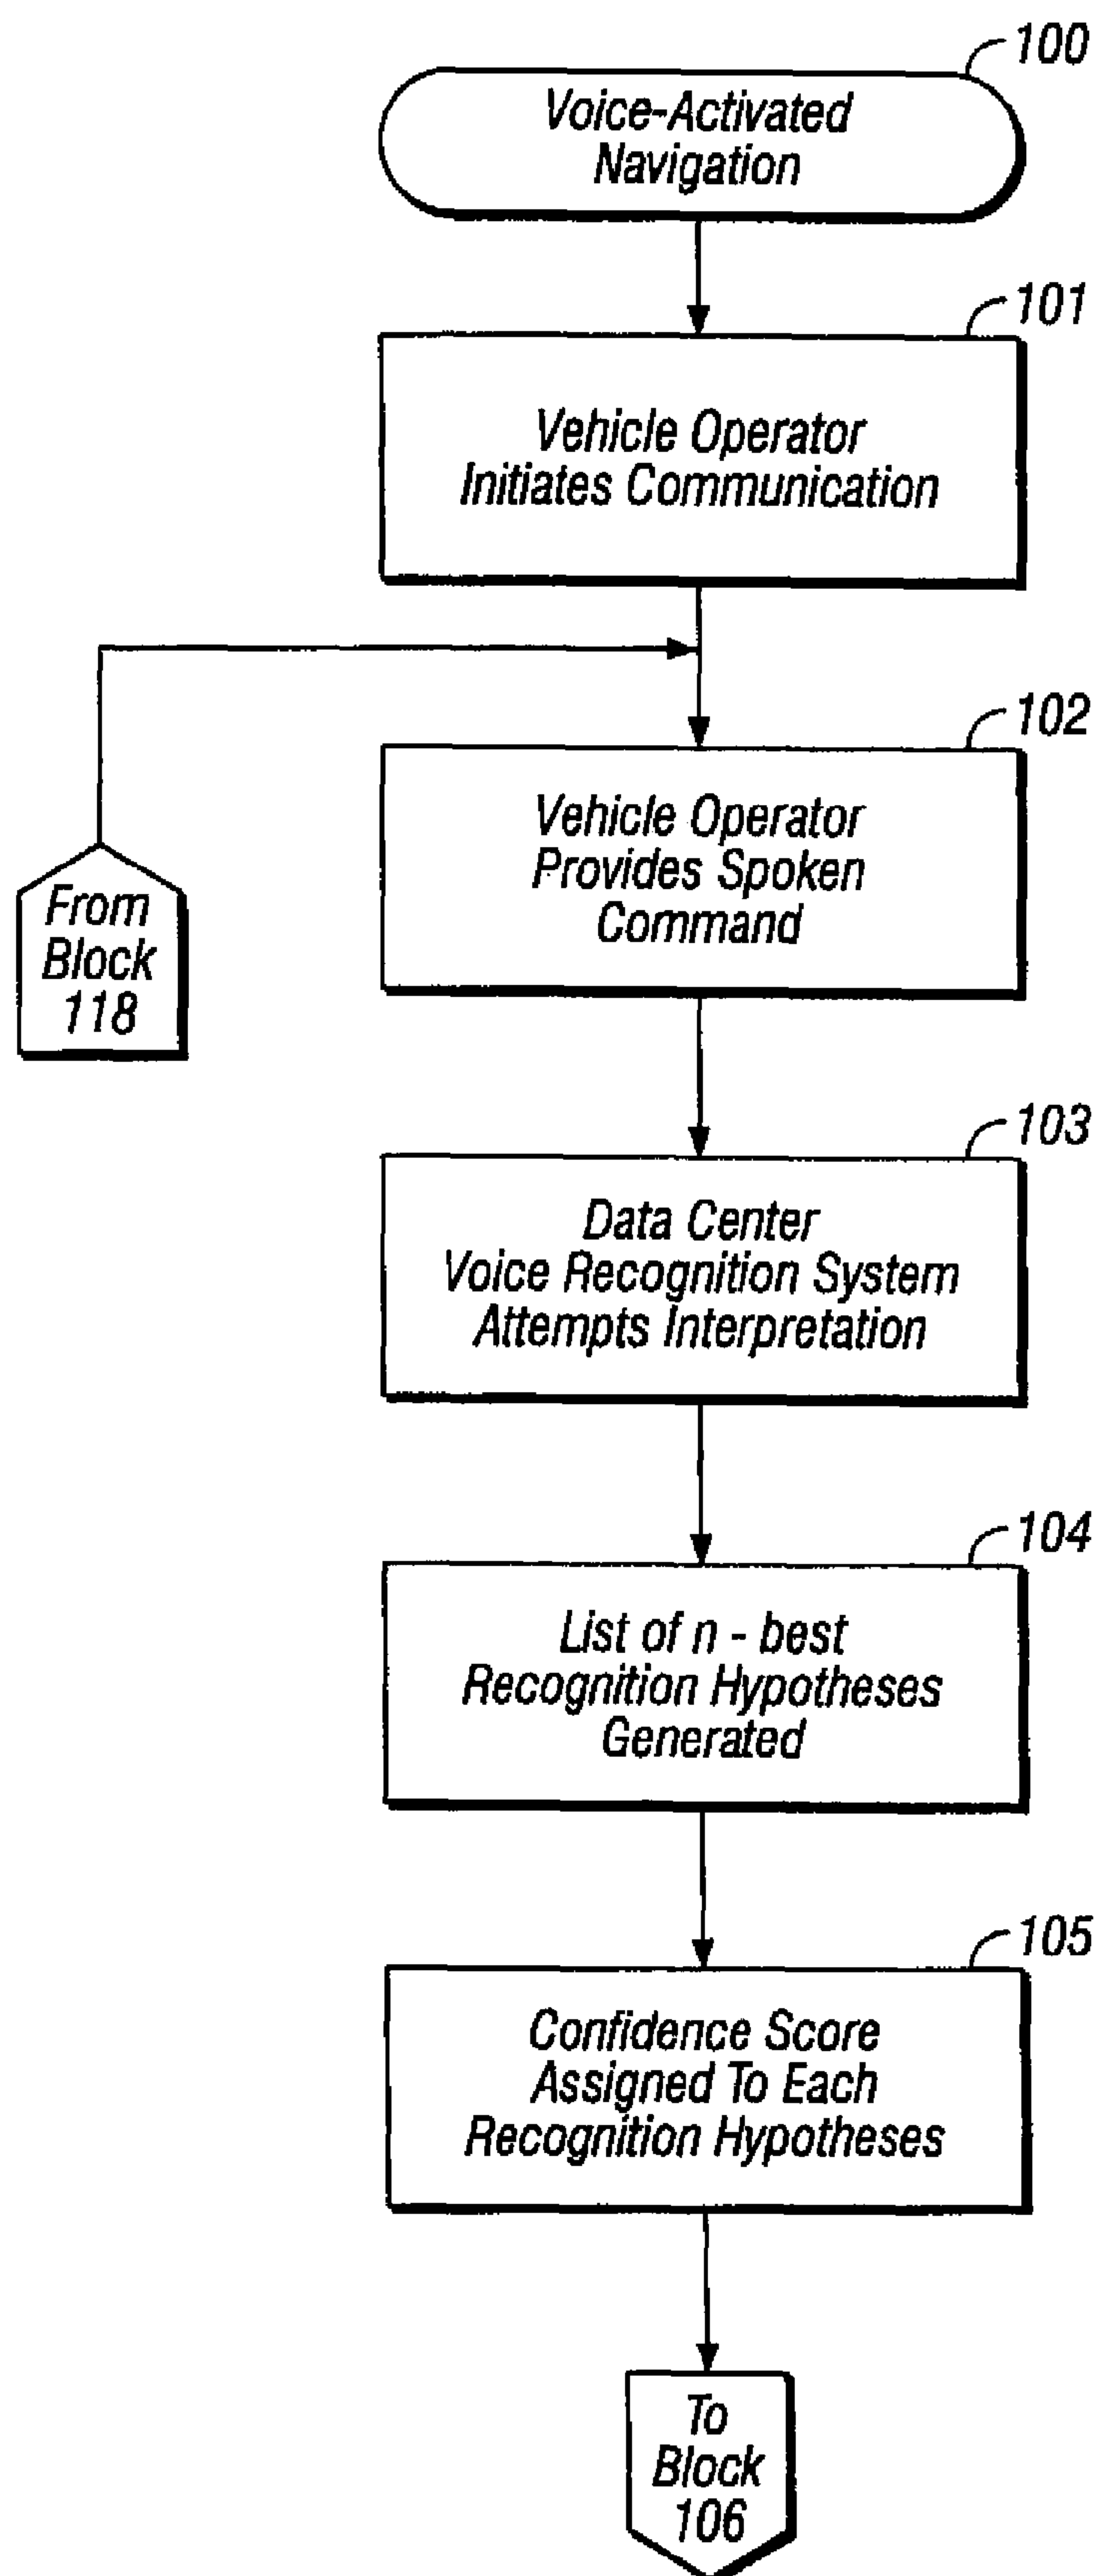 100
Voice-Activated
Navigation
101
Vehicle Operator
Initiates Communication
102
Vehicle Operator
Provides Spoken
Command
From
Block
118
103
Data Center
Voice Recognition System
Attempts Interpretation
104
List of n - best
Recognition Hypotheses
Generated
105
Confidence Score
Assigned To Each
Recognition Hypotheses
To
Block
106